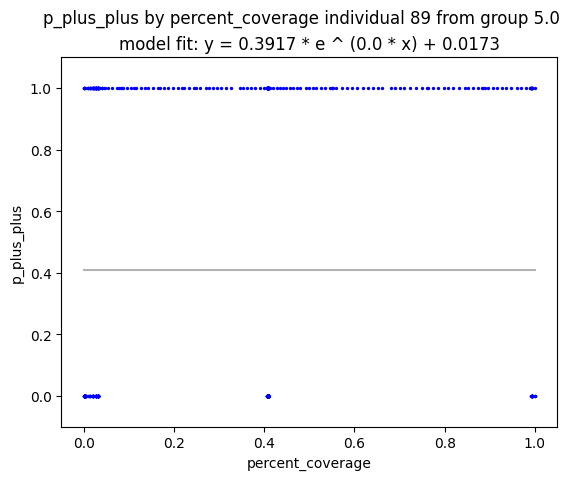 p_plus_plus by percent_coverage individual 89 from group 5.0
model fit: y = 0.3917 * e ^ (0.0 * x) + 0.0173
1.0
0.8
0.6
0.4
0.2
0.0
p_plus_plus
0.0 0.2 0.4 0.6 0.8 1.0
percent_coverage